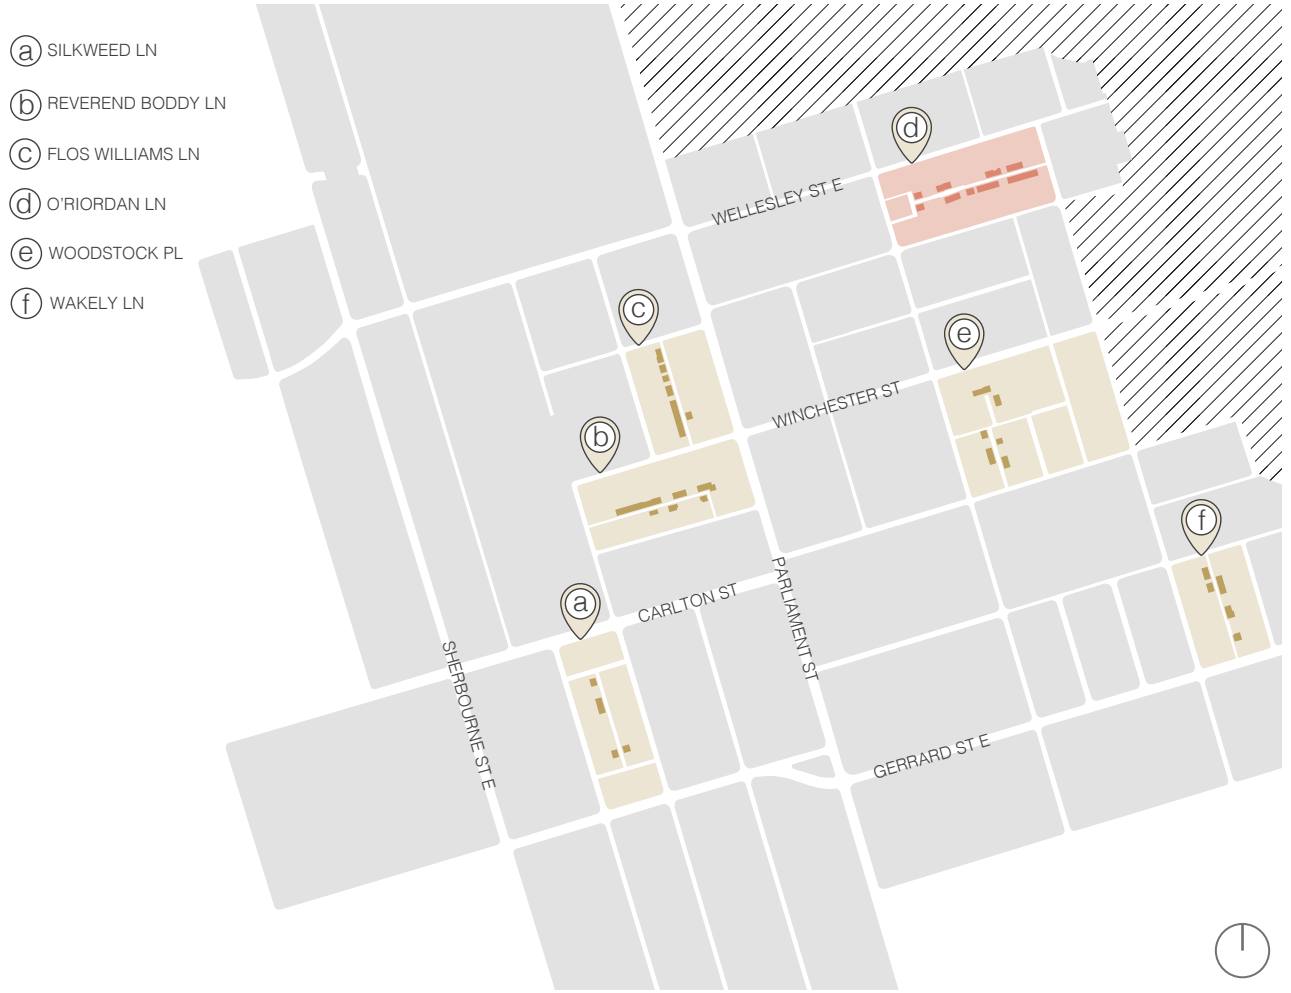 a SILKWEED LN
b REVEREND BODDY LN
c FLOS WILLIAMS LN
d O'RIORDAN LN
e WOODSTOCK PL
f WAKELY LN
d
WELLESLEY ST E
c
e
WINCHESTER ST
b
f
PARLIAMENT ST
a
CARLTON ST
SHERBOURNE ST E
GERRARD ST E